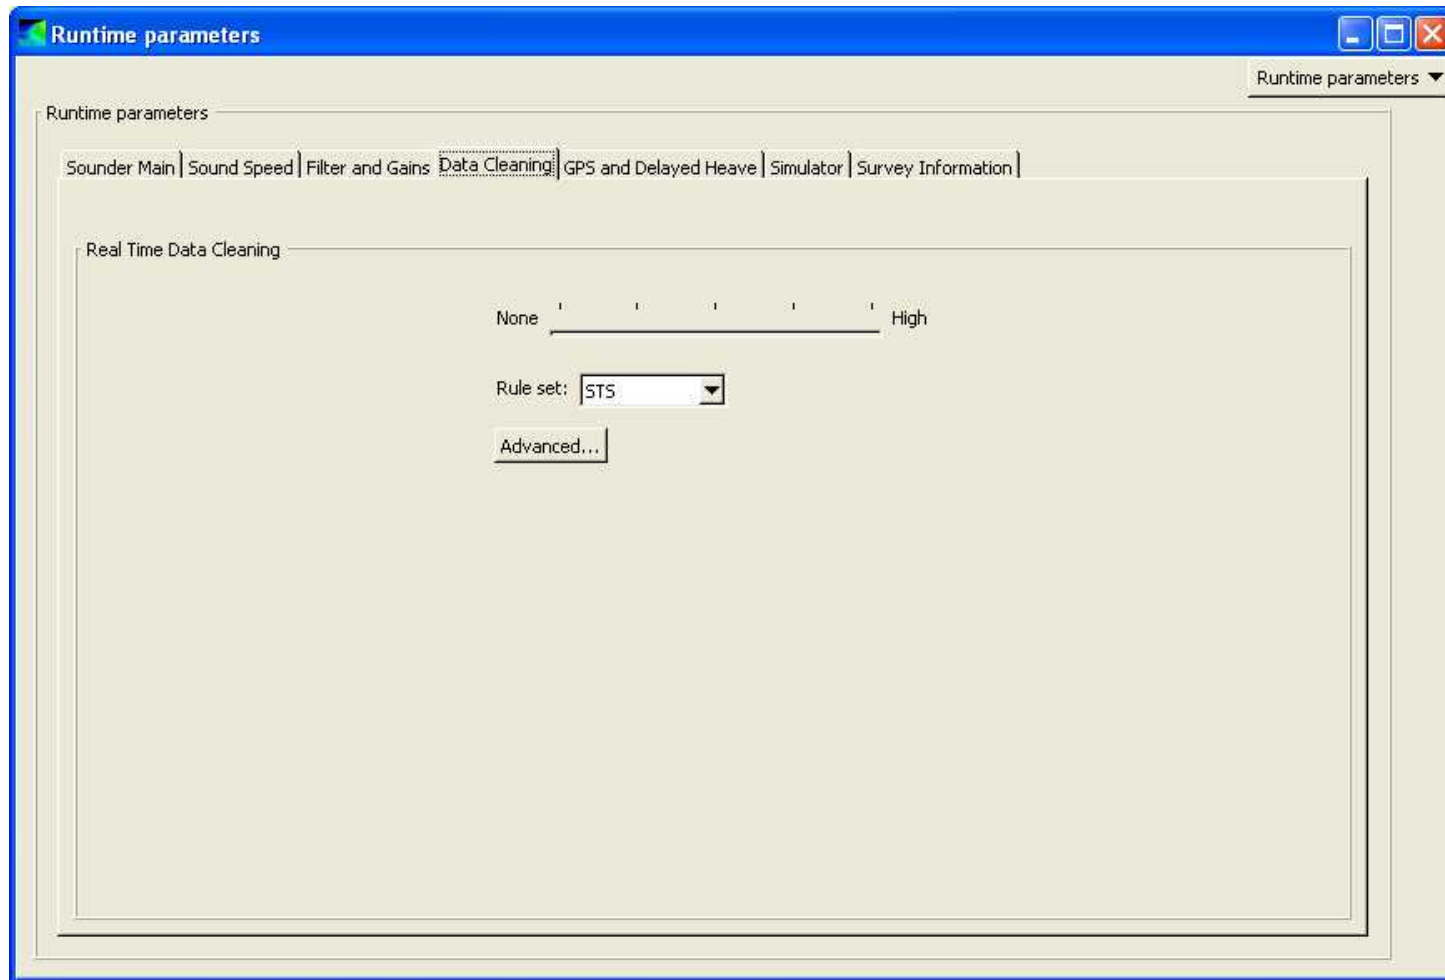 Runtime parameters
Runtime parameters
Runtime parameters
Sounder Main Sound Speed Filter and Gains Data Cleaning GPS and Delayed Heave Simulator Survey Information
Real Time Data Cleaning
None High
Rule set: STS
Advanced...